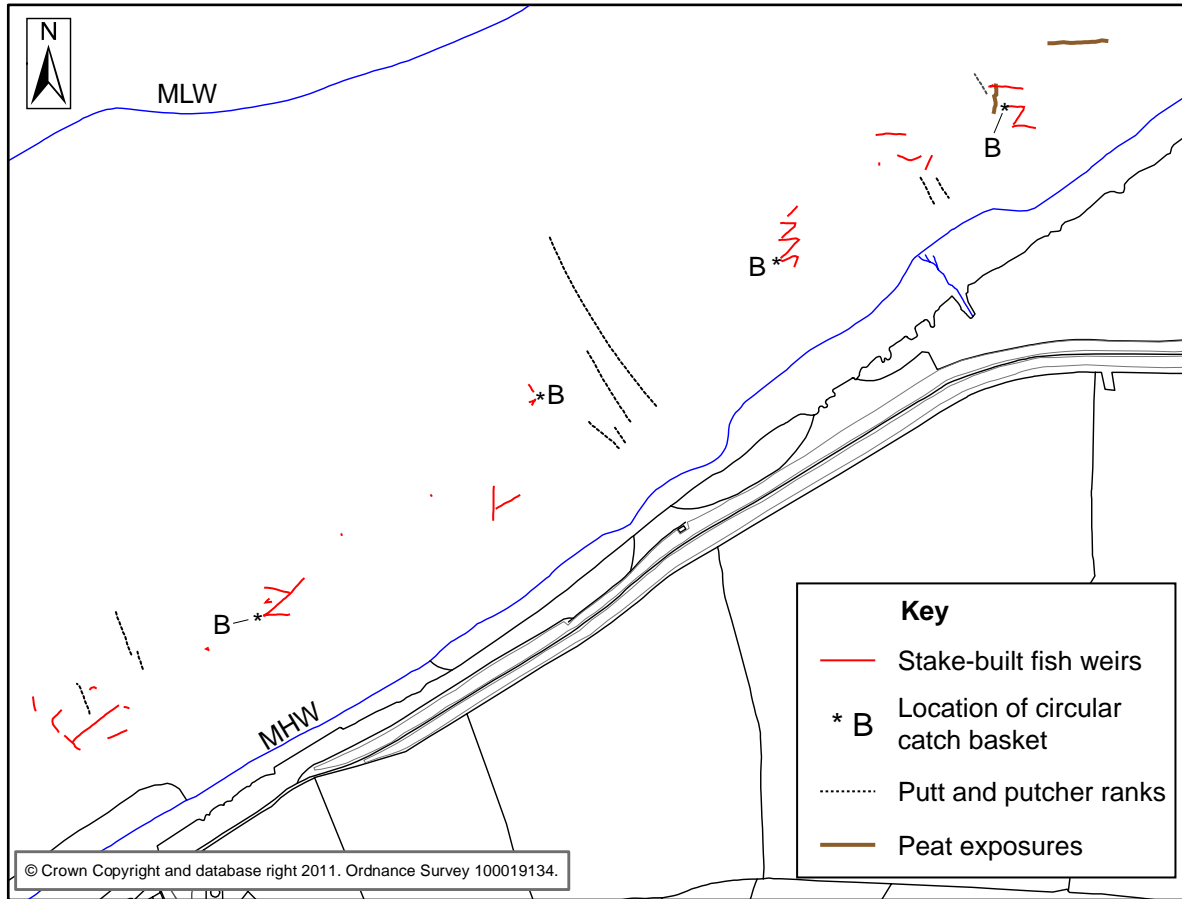 N
MLW
B
B
B
B
MHW
Key
Stake-built fish weirs
* B Location of circular
catch basket
Putt and putcher ranks
Peat exposures
© Crown Copyright and database right 2011. Ordnance Survey 100019134.